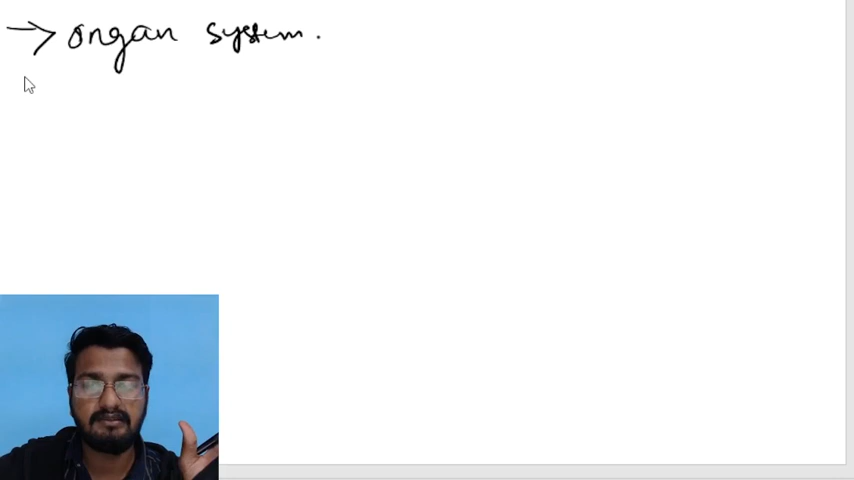 → organ system.